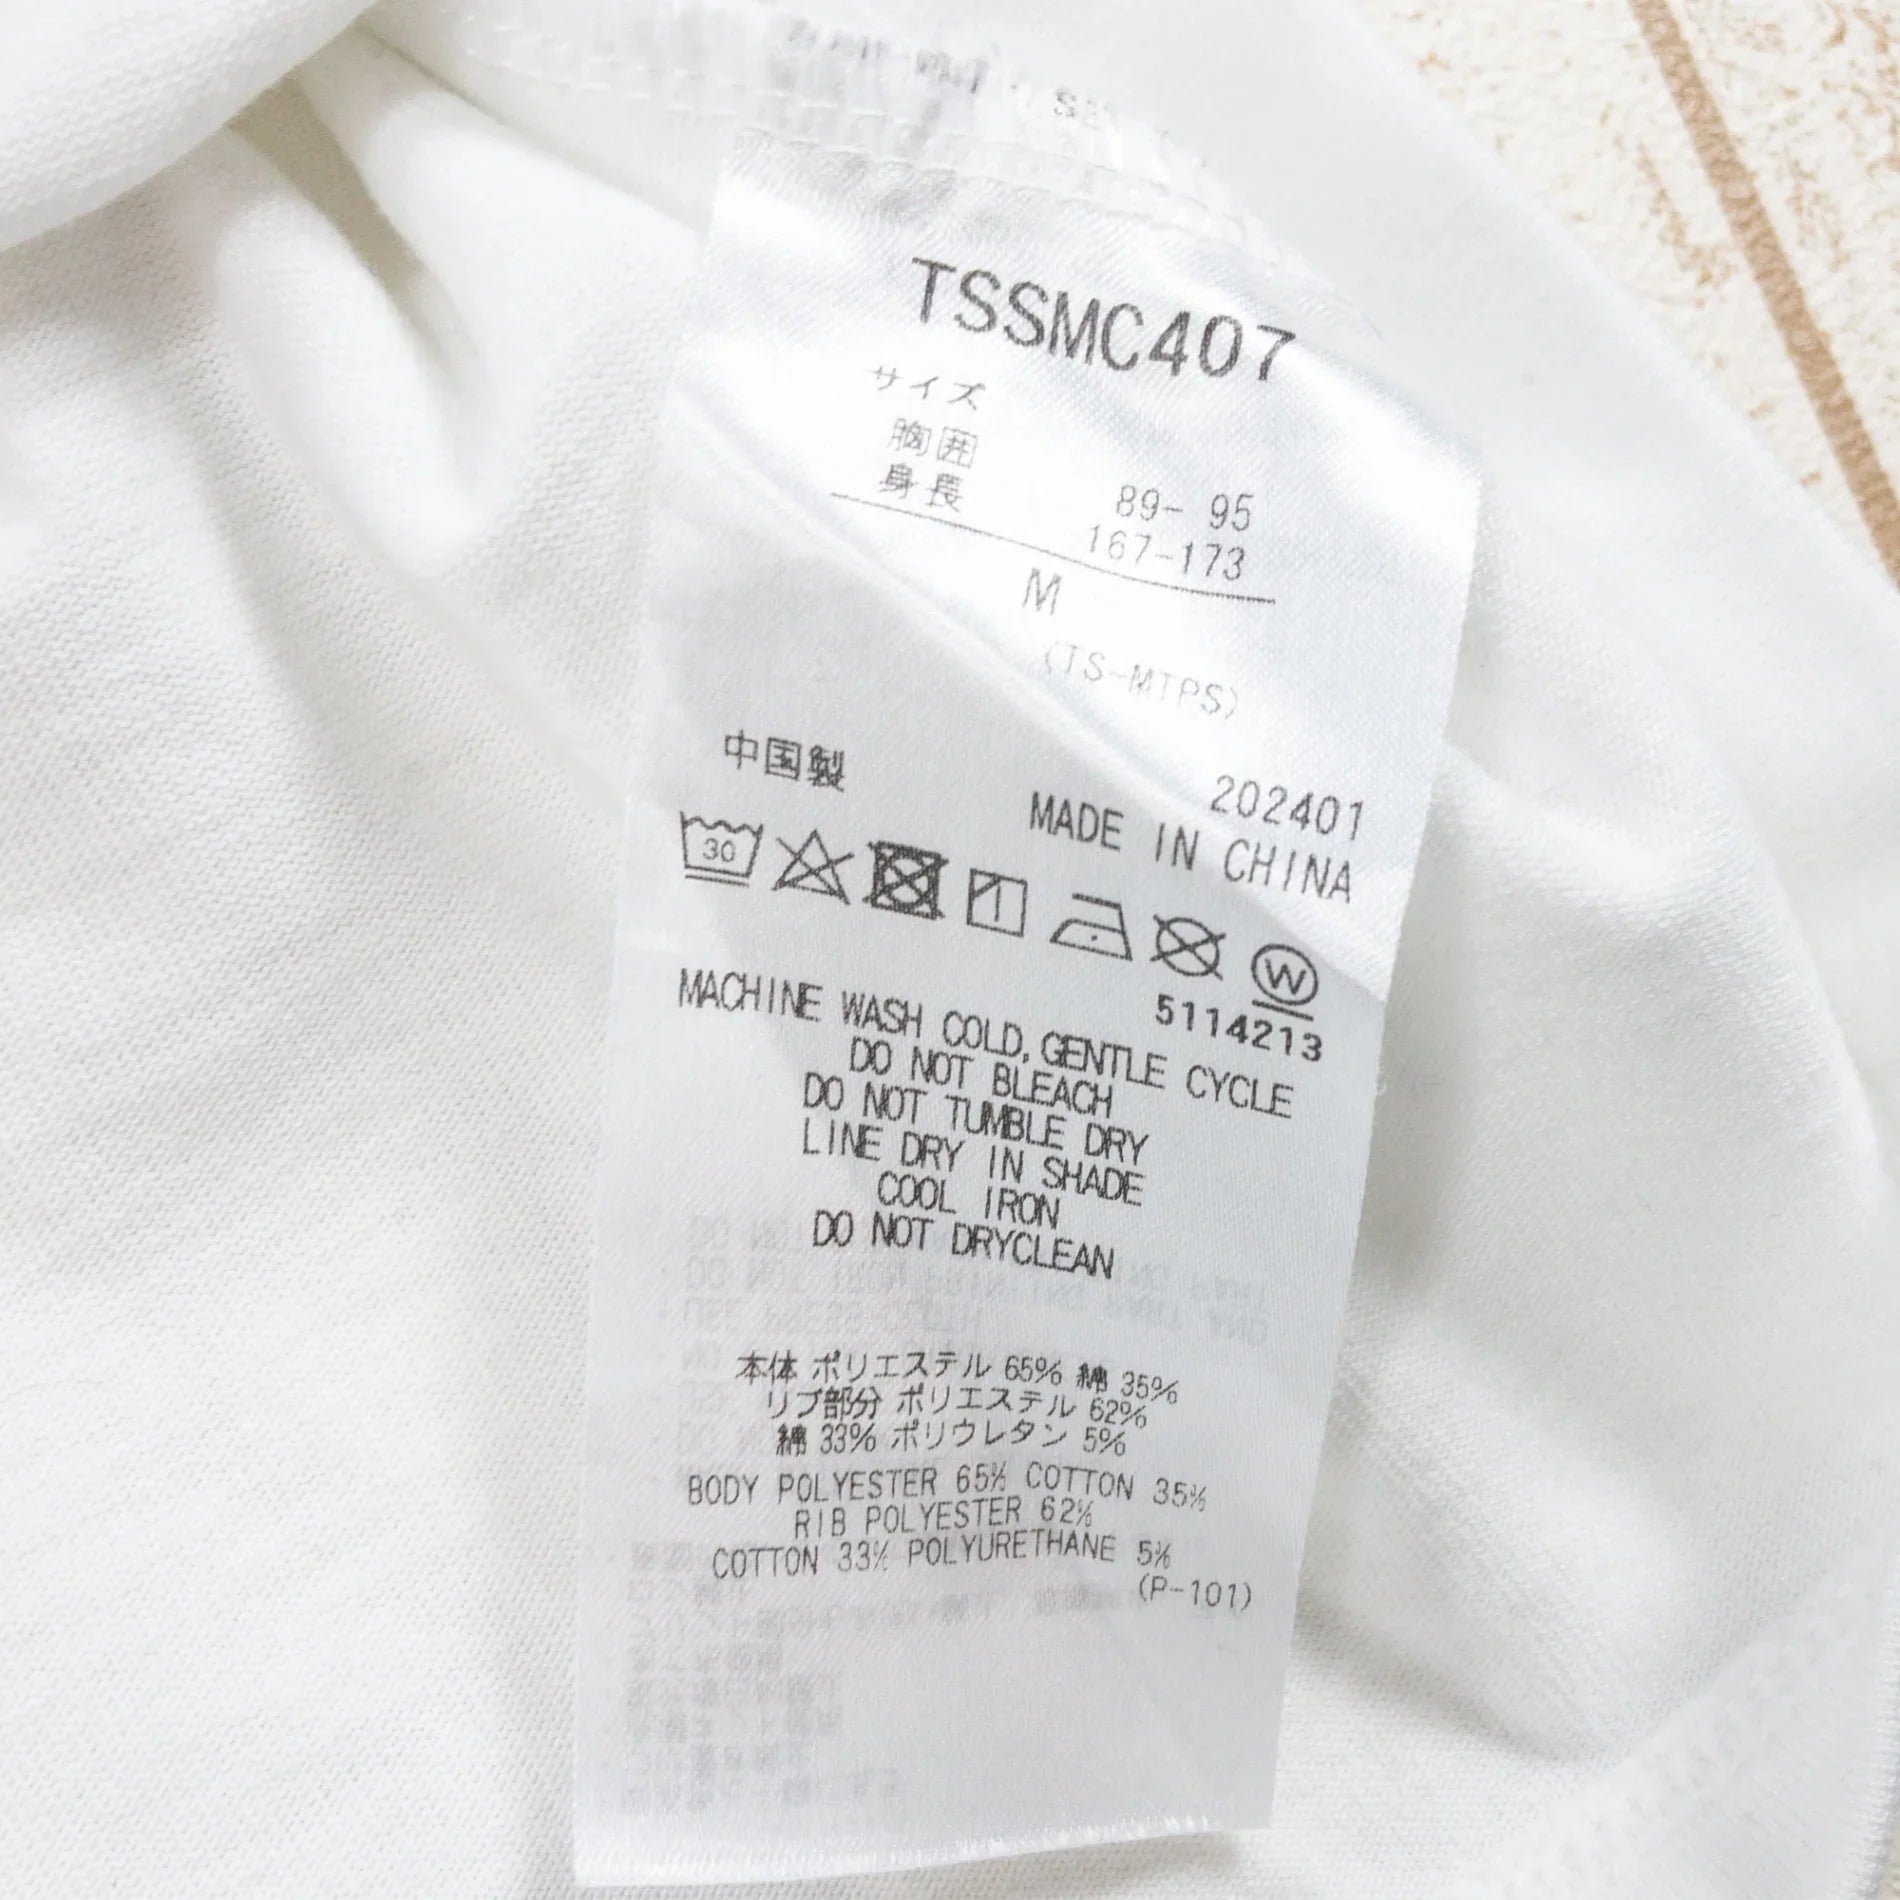 TSSMC407
サイズ
胸囲 89- 95
身長 167-173
M
(TS-MTPS)
中国製 202401
MADE IN CHINA
30
5114213
MACHINE WASH COLD,GENTLE CYCLE
DO NOT BLEACH
DO NOT TUMBLE DRY
LINE DRY IN SHADE
COOL IRON
DO NOT DRYCLEAN
本体 ポリエステル 65% 綿 35%
リブ部分 ポリエステル 62%
綿 33% ポリウレタン 5%
BODY POLYESTER 65% COTTON 35%
RIB POLYESTER 62%
COTTON 33% POLYURETHANE 5%
(P-101)